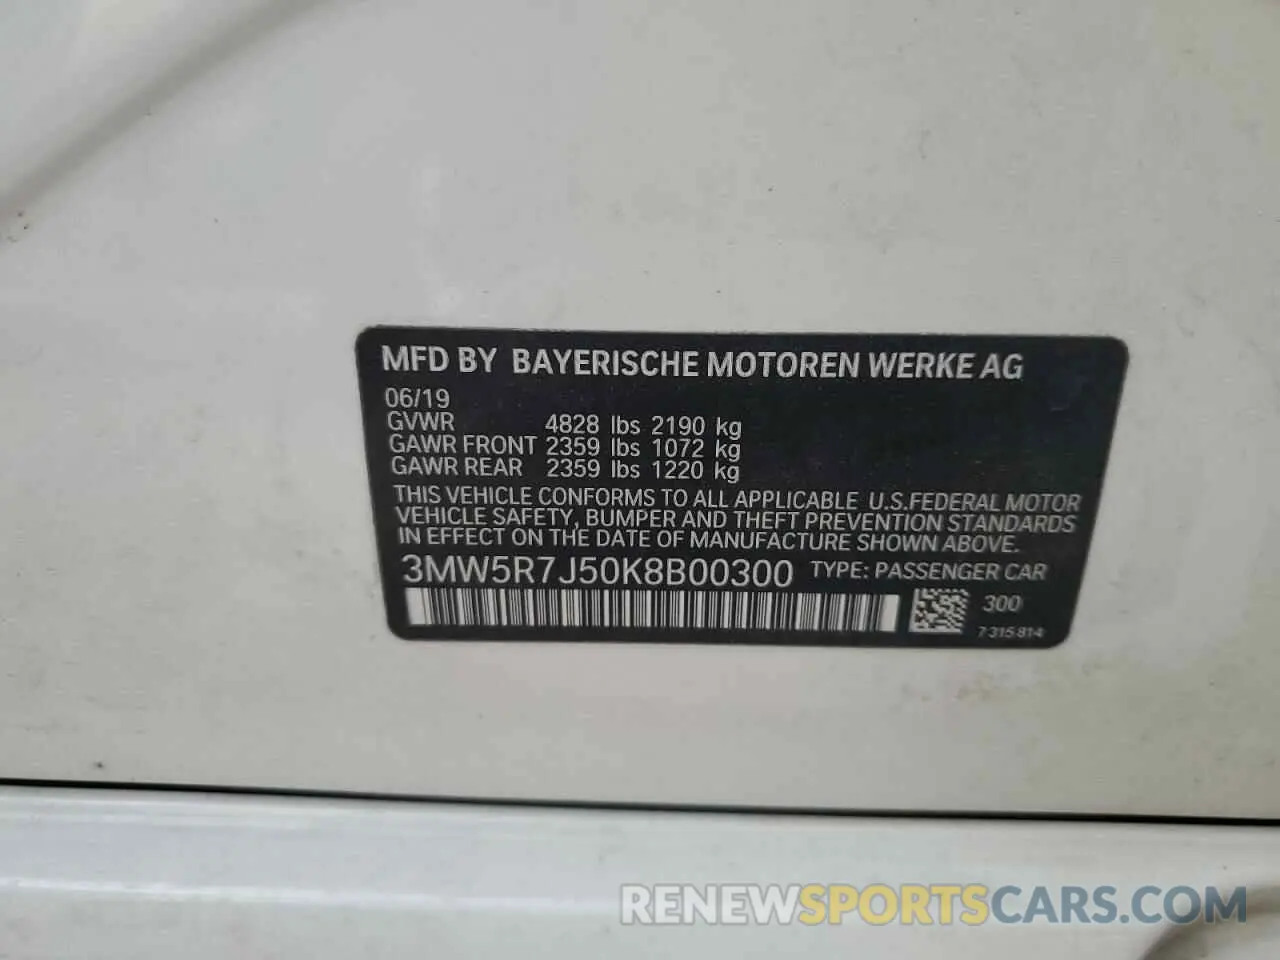 MFD BY BAYERISCHE MOTOREN WERKE AG
06/19
GVWR 4828 lbs 2190 kg
GAWR FRONT 2359 lbs 1072 kg
GAWR REAR 2359 lbs 1220 kg
THIS VEHICLE CONFORMS TO ALL APPLICABLE U.S.FEDERAL MOTOR
VEHICLE SAFETY, BUMPER AND THEFT PREVENTION STANDARDS
IN EFFECT ON THE DATE OF MANUFACTURE SHOWN ABOVE.
3MW5R7J50K8B00300 TYPE: PASSENGER CAR
300
7315814
RENEWSPORTSCARS.COM